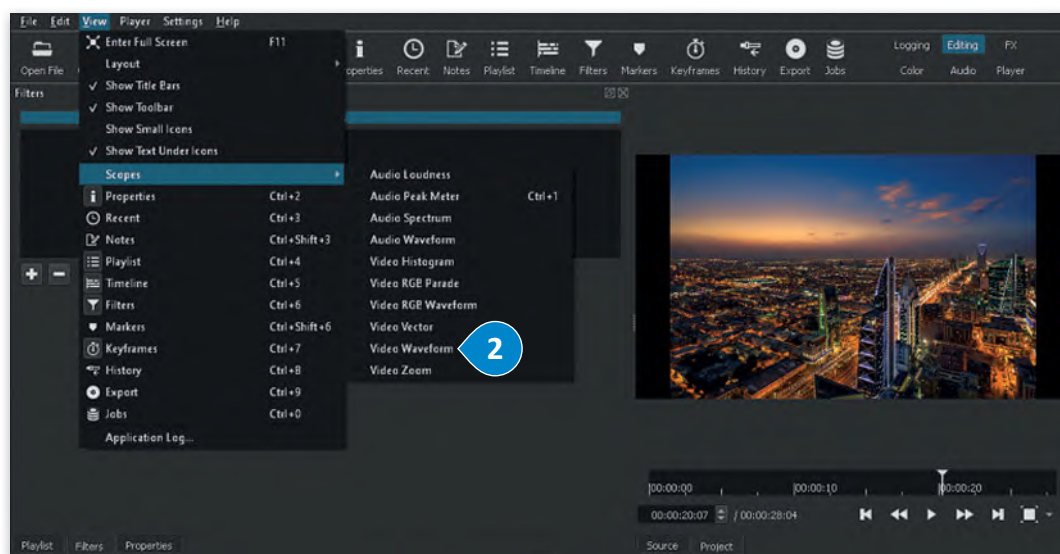 File Edit View Player Settings Help
Open File
operties Recent Notes Playlist Timeline Filters Markers Keyframes History Export Jobs
Logging Editing FX
Color Audio Player
Filters
Enter Full Screen F11
Layout
Show Title Bars
Show Toolbar
Show Small Icons
Show Text Under Icons
Scopes
Properties Ctrl+2
Recent Ctrl+3
Notes Ctrl+Shift+3
Playlist Ctrl+4
Timeline Ctrl+5
Filters Ctrl+6
Markers Ctrl+Shift+6
Keyframes Ctrl+7
History Ctrl+8
Export Ctrl+9
Jobs Ctrl+0
Application Log...
Audio Loudness
Audio Peak Meter Ctrl+1
Audio Spectrum
Audio Waveform
Video Histogram
Video RGB Parade
Video RGB Waveform
Video Vector
Video Waveform
Video Zoom
2
00:00:00 00:00:10 00:00:20
00:00:20:07 / 00:00:28:04
Playlist Filters Properties
Source Project